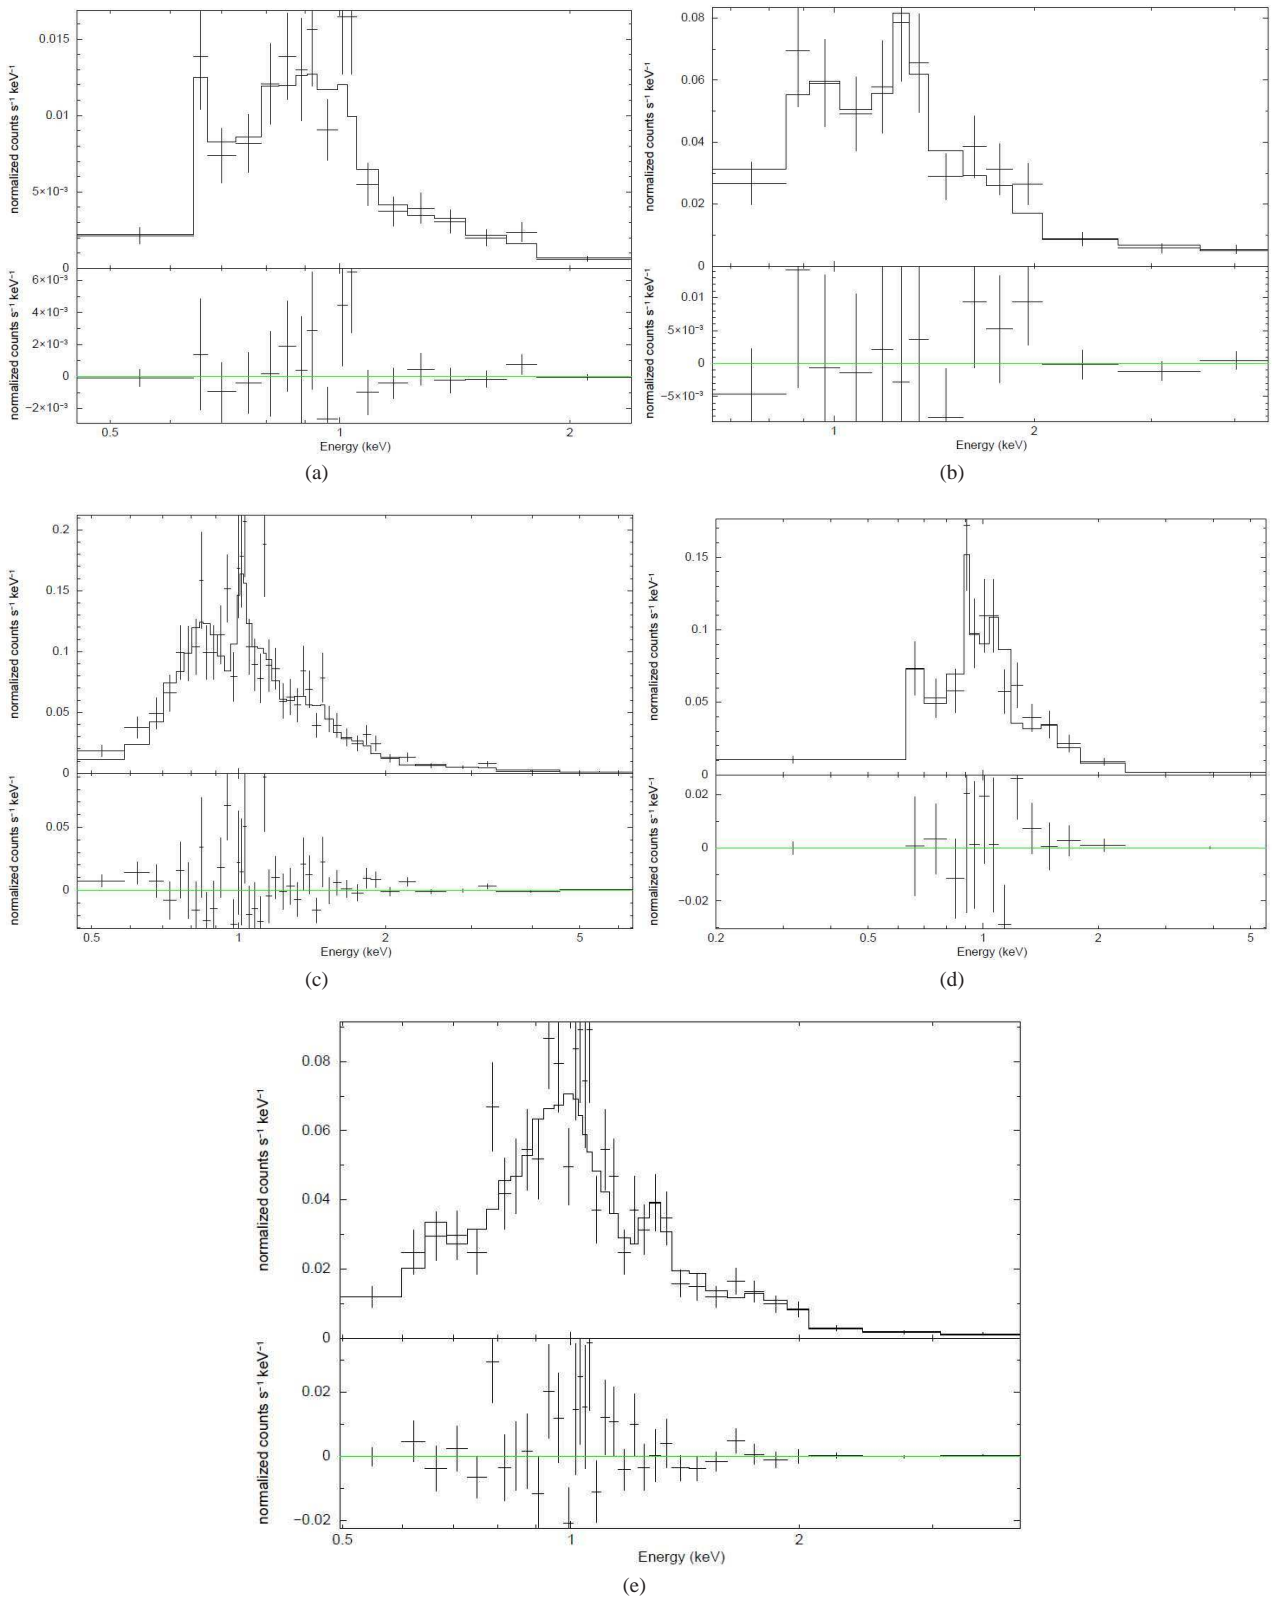 normalized counts s⁻¹ keV⁻¹
0.015
0.01
5×10⁻³
0
normalized counts s⁻¹ keV⁻¹
6×10⁻³
4×10⁻³
2×10⁻³
0
−2×10⁻³
0.5 1 2
Energy (keV)
(a)
normalized counts s⁻¹ keV⁻¹
0.08
0.06
0.04
0.02
0
normalized counts s⁻¹ keV⁻¹
0.01
5×10⁻³
0
−5×10⁻³
1 2
Energy (keV)
(b)
normalized counts s⁻¹ keV⁻¹
0.2
0.15
0.1
0.05
0
normalized counts s⁻¹ keV⁻¹
0.05
0
0.5 1 2 5
Energy (keV)
(c)
normalized counts s⁻¹ keV⁻¹
0.15
0.1
0.05
0
normalized counts s⁻¹ keV⁻¹
0.02
0
−0.02
0.2 0.5 1 2 5
Energy (keV)
(d)
normalized counts s⁻¹ keV⁻¹
0.08
0.06
0.04
0.02
0
normalized counts s⁻¹ keV⁻¹
0.02
0
−0.02
0.5 1 2
Energy (keV)
(e)